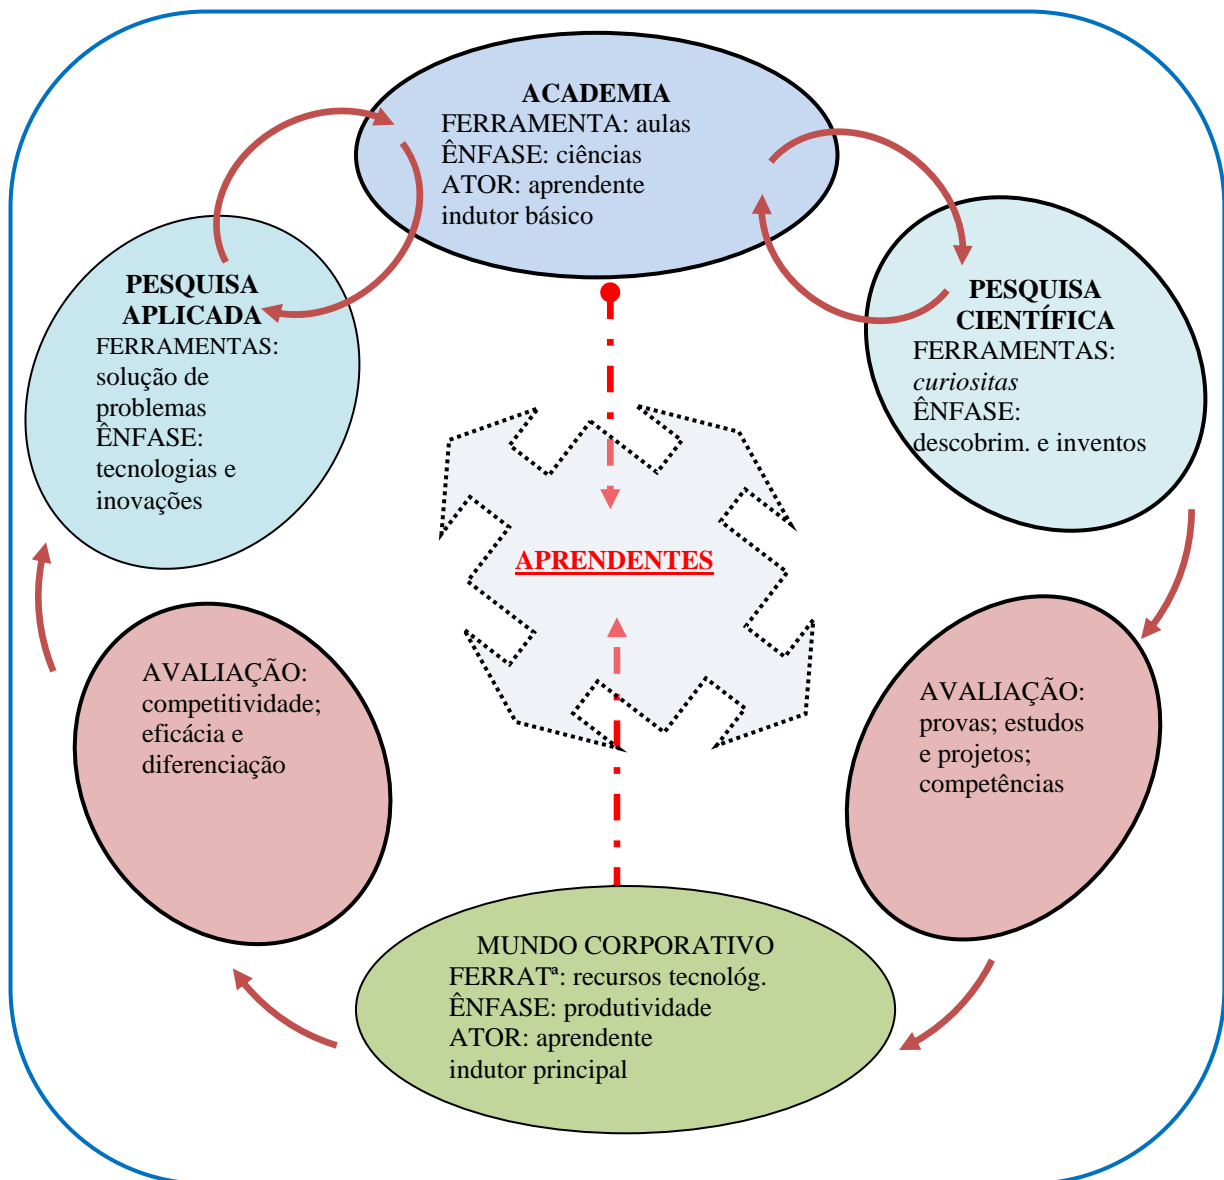 ACADEMIA
FERRAMENTA: aulas
ÊNFASE: ciências
ATOR: aprendente
indutor básico
PESQUISA
APLICADA
FERRAMENTAS:
solução de
problemas
ÊNFASE:
tecnologias e
inovações
PESQUISA
CIENTÍFICA
FERRAMENTAS:
curiositas
ÊNFASE:
descobrim. e inventos
APRENDENTES
AVALIAÇÃO:
competitividade;
eficácia e
diferenciação
AVALIAÇÃO:
provas; estudos
e projetos;
competências
MUNDO CORPORATIVO
FERRATª: recursos tecnológ.
ÊNFASE: produtividade
ATOR: aprendente
indutor principal